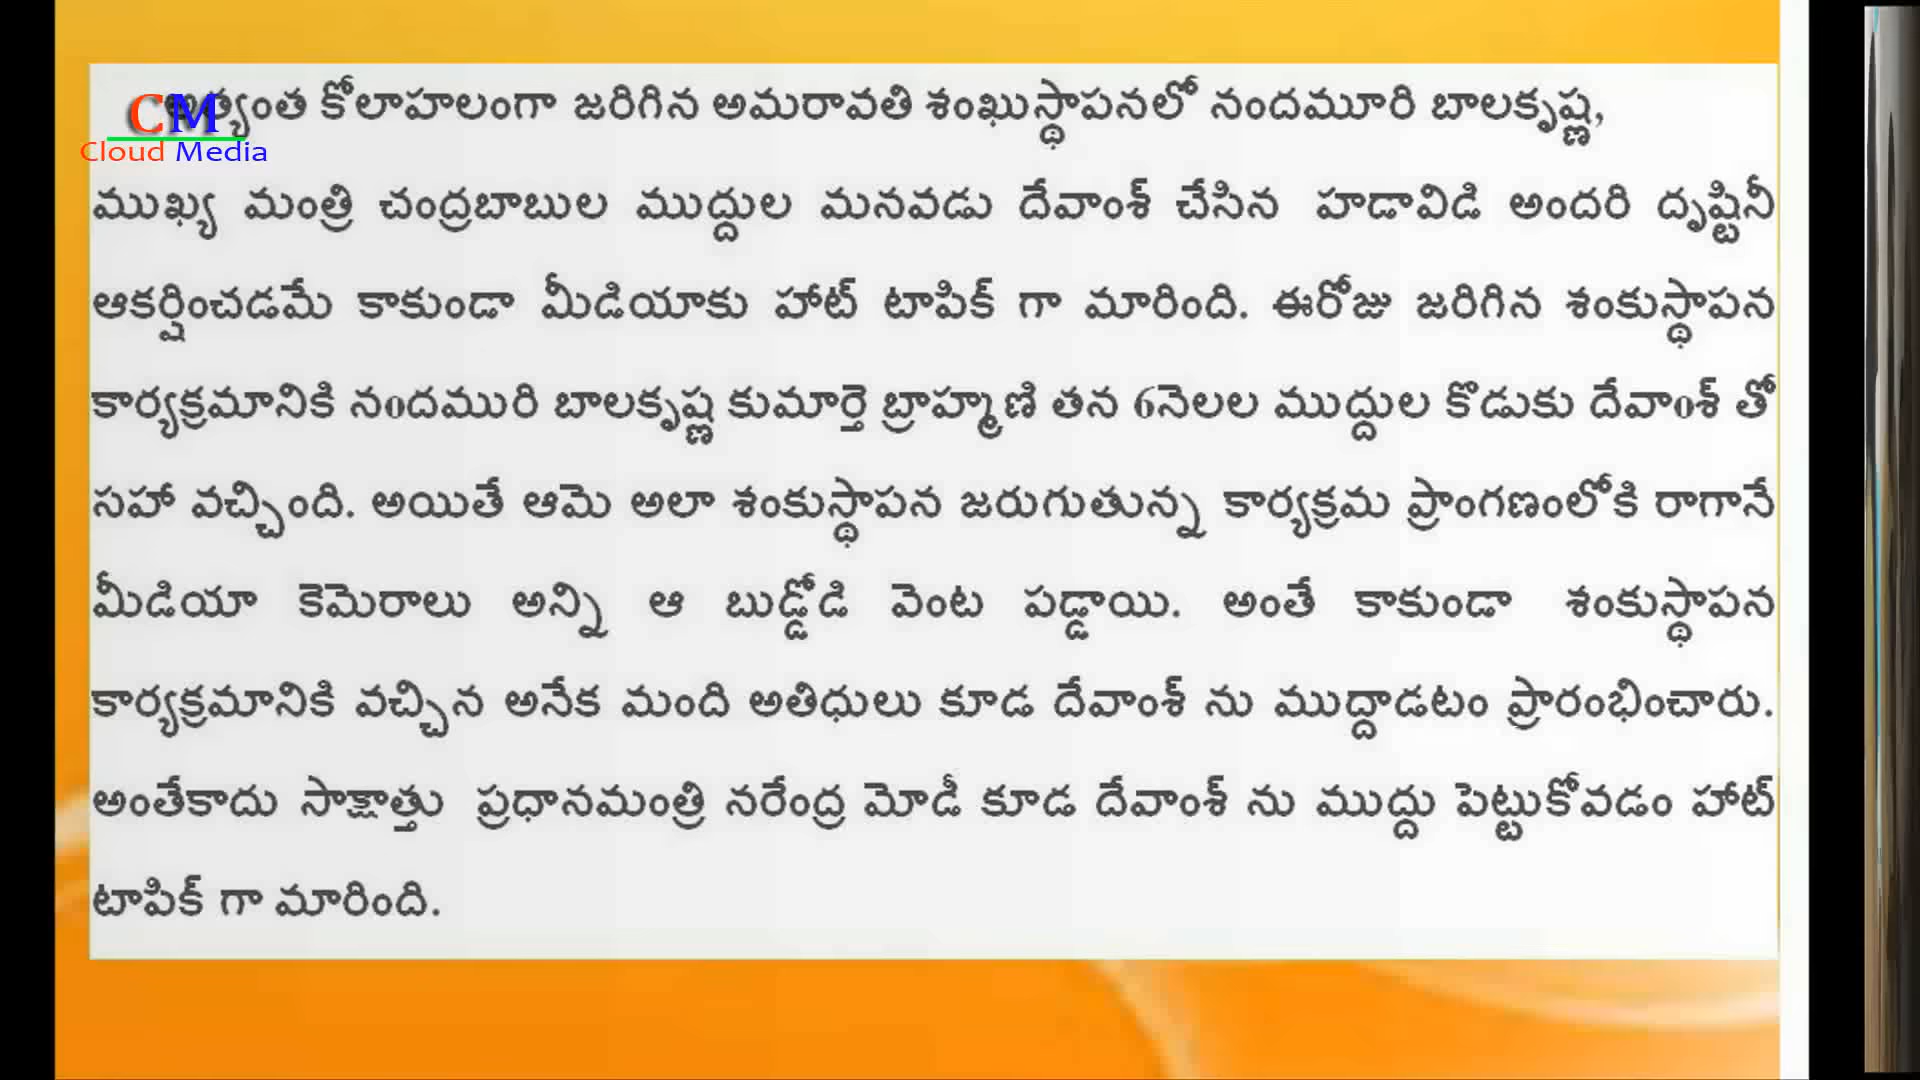 CM
Cloud Media
కోలాహలంగా జరిగిన అమరావతి శంఖుస్థాపనలో నందమూరి బాలకృష్ణ,
ముఖ్య మంత్రి చంద్రబాబుల ముద్దుల మనవడు దేవాంశ్ చేసిన హడావిడి అందరి దృష్టినీ
ఆకర్షించడమే కాకుండా మీడియాకు హాట్ టాపిక్ గా మారింది. ఈరోజు జరిగిన శంకుస్థాపన
కార్యక్రమానికి నందమురి బాలకృష్ణ కుమార్తె బ్రాహ్మణి తన 6నెలల ముద్దుల కొడుకు దేవాంశ్ తో
సహా వచ్చింది. అయితే ఆమె అలా శంకుస్థాపన జరుగుతున్న కార్యక్రమ ప్రాంగణంలోకి రాగానే
మీడియా కెమెరాలు అన్ని ఆ బుడ్డోడి వెంట పడ్డాయి. అంతే కాకుండా శంకుస్థాపన
కార్యక్రమానికి వచ్చిన అనేక మంది అతిధులు కూడ దేవాంశ్ ను ముద్దాడటం ప్రారంభించారు.
అంతేకాదు సాక్షాత్తు ప్రధానమంత్రి నరేంద్ర మోడీ కూడ దేవాంశ్ ను ముద్దు పెట్టుకోవడం హాట్
టాపిక్ గా మారింది.